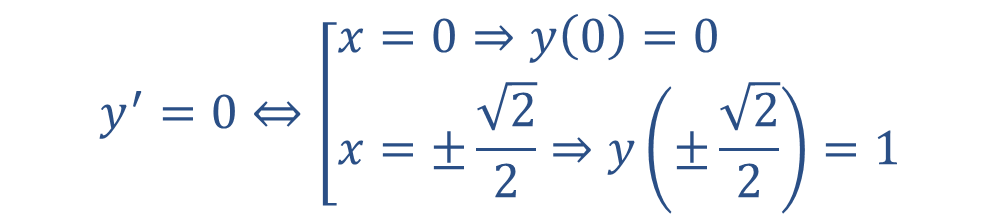 y′ = 0 ⇔ [ x = 0 ⇒ y(0) = 0
x = ± √2/2 ⇒ y(± √2/2) = 1